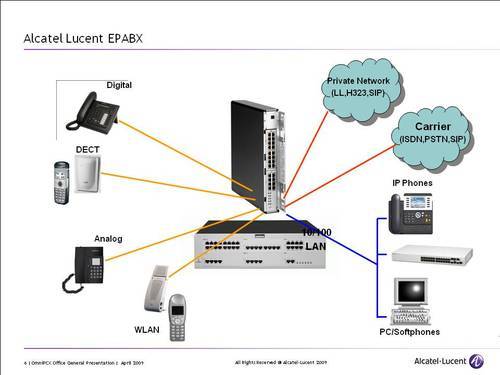 Alcatel Lucent EPABX
Digital
Private Network
(LL,H323,SIP)
Carrier
(ISDN,PSTN,SIP)
DECT
IP Phones
10/100
LAN
Analog
WLAN
PC/Softphones
6 | OmniPCX Office General Presentation | April 2009
All Rights Reserved © Alcatel-Lucent 2009
Alcatel-Lucent